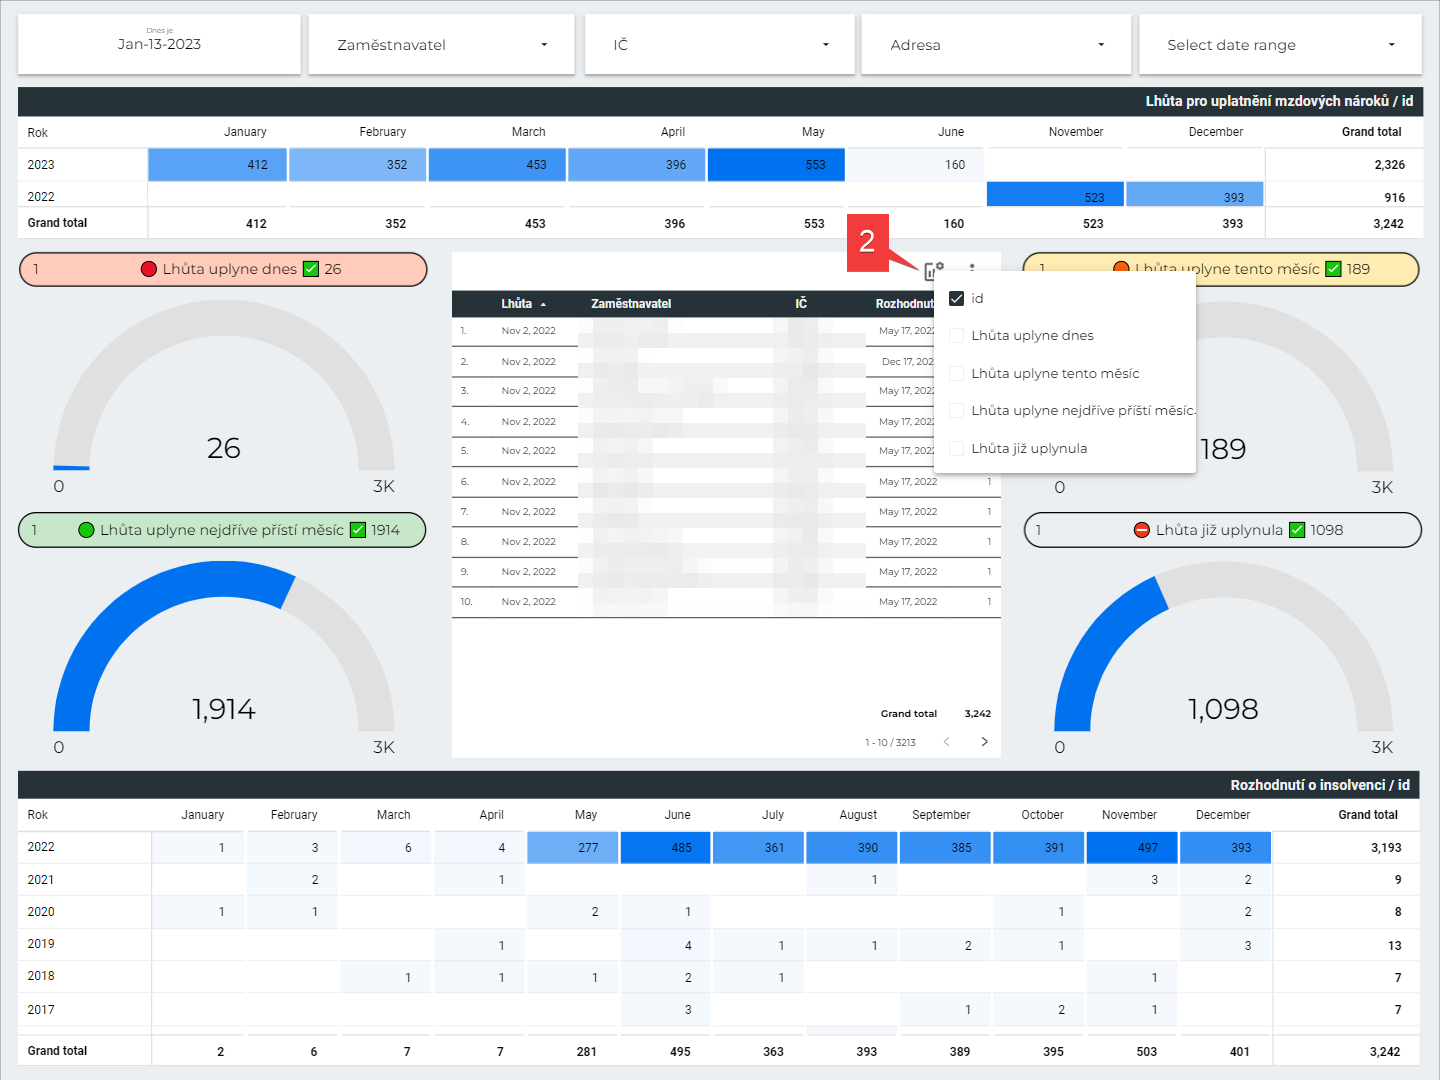 Dnes je
Jan-13-2023
Zaměstnavatel
IČ
Adresa
Select date range
Lhůta pro uplatnění mzdových nároků / id
Rok January February March April May June November December Grand total
2023 412 352 453 396 553 160 2,326
2022 523 393 916
Grand total 412 352 453 396 553 160 523 393 3,242
1 Lhůta uplyne dnes ✅ 26
26
0 3K
1 Lhůta uplyne nejdříve přístí měsíc ✅ 1914
1,914
0 3K
2
Lhůta Zaměstnavatel IČ Rozhodnut
1. Nov 2, 2022 May 17, 2022
2. Nov 2, 2022 Dec 17, 202
3. Nov 2, 2022 May 17, 202
4. Nov 2, 2022 May 17, 202
5. Nov 2, 2022 May 17, 202
6. Nov 2, 2022 May 17, 2022 1
7. Nov 2, 2022 May 17, 2022 1
8. Nov 2, 2022 May 17, 2022 1
9. Nov 2, 2022 May 17, 2022 1
10. Nov 2, 2022 May 17, 2022 1
Grand total 3,242
1 - 10 / 3213 < >
id
Lhůta uplyne dnes
Lhůta uplyne tento měsíc
Lhůta uplyne nejdříve příští měsíc
Lhůta již uplynula
1 Lhůta uplyne tento měsíc ✅ 189
189
0 3K
1 Lhůta již uplynula ✅ 1098
1,098
0 3K
Rozhodnutí o insolvenci / id
Rok January February March April May June July August September October November December Grand total
2022 1 3 6 4 277 485 361 390 385 391 497 393 3,193
2021 2 1 1 3 2 9
2020 1 1 2 1 1 2 8
2019 1 4 1 1 2 1 3 13
2018 1 1 1 2 1 1 7
2017 3 1 2 1 7
Grand total 2 6 7 7 281 495 363 393 389 395 503 401 3,242